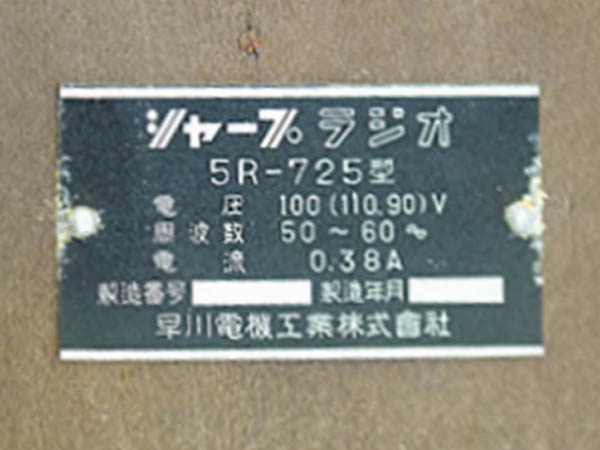 シャープ ラジオ
5R-725型
電圧 100(110.90)V
周波数 50～60～
電流 0.38A
製造番号 製造年月
早川電機工業株式會社